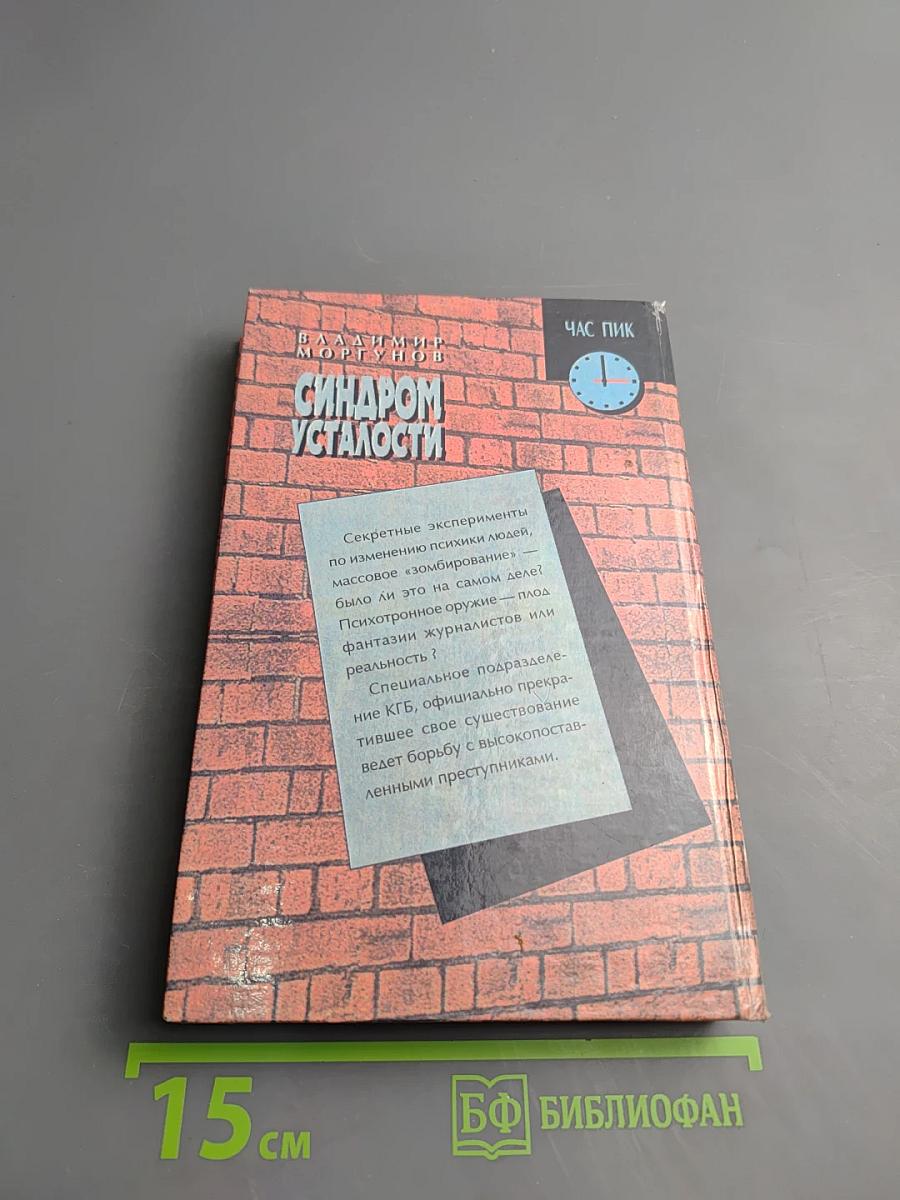 ВЛАДИМИР
МОРГУНОВ
СИНДРОМ
УСТАЛОСТИ
ЧАС ПИК
Секретные эксперименты
по изменению психики людей,
массовое «зомбирование» —
было ли это на самом деле?
Психотронное оружие — плод
фантазии журналистов или
реальность?
Специальное подразделе-
ние КГБ, официально прекра-
тившее свое существование
ведет борьбу с высокопостав-
ленными преступниками.
15 см
БФ БИБЛИОФАН